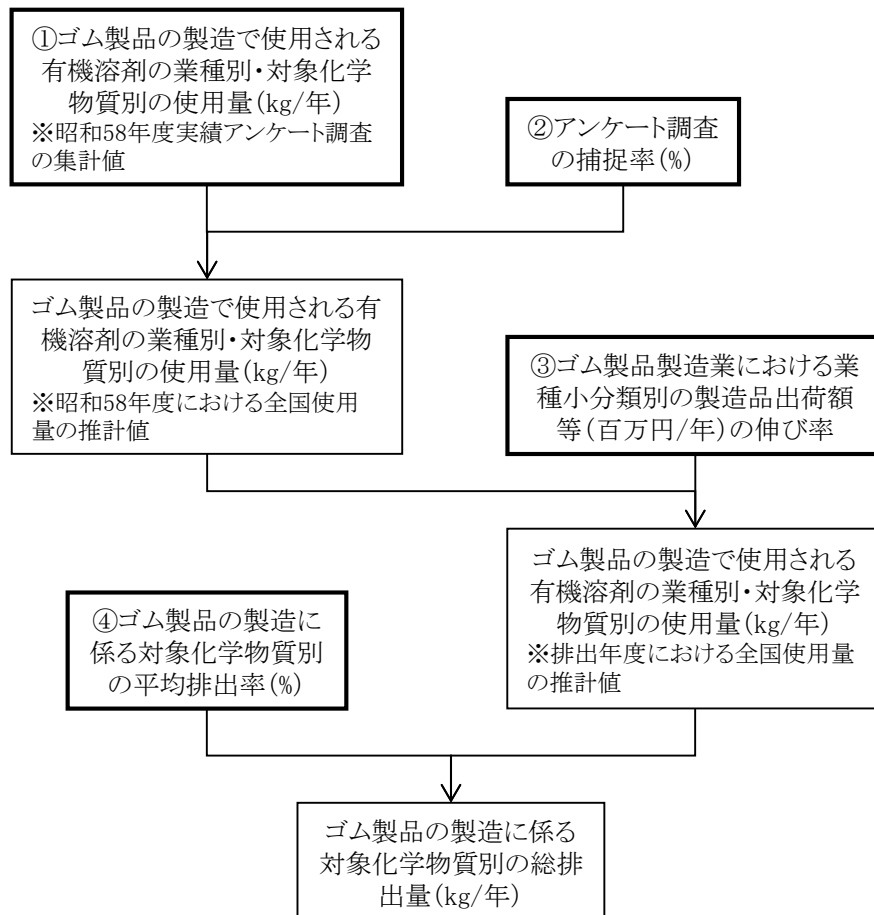 ①ゴム製品の製造で使用される
有機溶剤の業種別・対象化学
物質別の使用量(kg/年)
※昭和58年度実績アンケート調査
の集計値
②アンケート調査
の捕捉率(%)
ゴム製品の製造で使用される有
機溶剤の業種別・対象化学物
質別の使用量(kg/年)
※昭和58年度における全国使用
量の推計値
③ゴム製品製造業における業
種小分類別の製造品出荷額
等(百万円/年)の伸び率
ゴム製品の製造で使用される
有機溶剤の業種別・対象化学
物質別の使用量(kg/年)
※排出年度における全国使用量
の推計値
④ゴム製品の製造に
係る対象化学物質別
の平均排出率(%)
ゴム製品の製造に係る
対象化学物質別の総排
出量(kg/年)